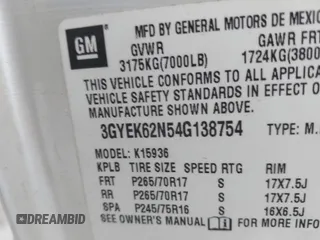 MFD BY GENERAL MOTORS DE MEXIC
GM
GVWR GAWR FRT
3175KG(7000LB) 1724KG(3800
THIS VEHICLE CONFORMS TO ALL
VEHICLE SAFETY STANDARDS IN EFFECT O
MANUFACTURE SHOWN ABOVE.
3GYEK62N54G138754 TYPE: M.
MODEL: K15936
KPLB TIRE SIZE SPEED RTG RIM
FRT P265/70R17 S 17X7.5J
RR P265/70R17 S 17X7.5J
SPA P245/75R16 S 16X6.5J
SEE OWNER'S MANUAL FOR MORE INFO
DREAMBID